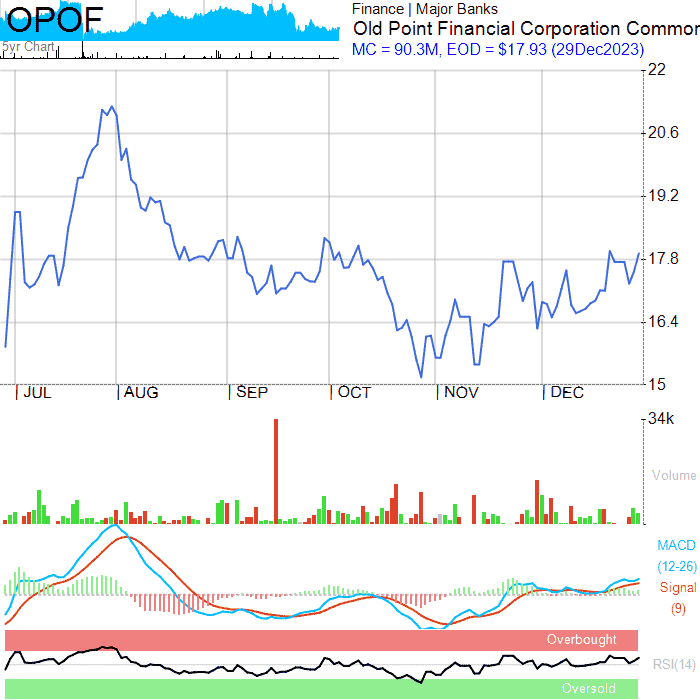 OPOF
5yr Chart
Finance | Major Banks
Old Point Financial Corporation Common
MC = 90.3M, EOD = $17.93 (29Dec2023)
22
20.6
19.2
17.8
16.4
15
JUL AUG SEP OCT NOV DEC
34k
Volume
MACD
(12-26)
Signal
(9)
Overbought
RSI(14)
Oversold